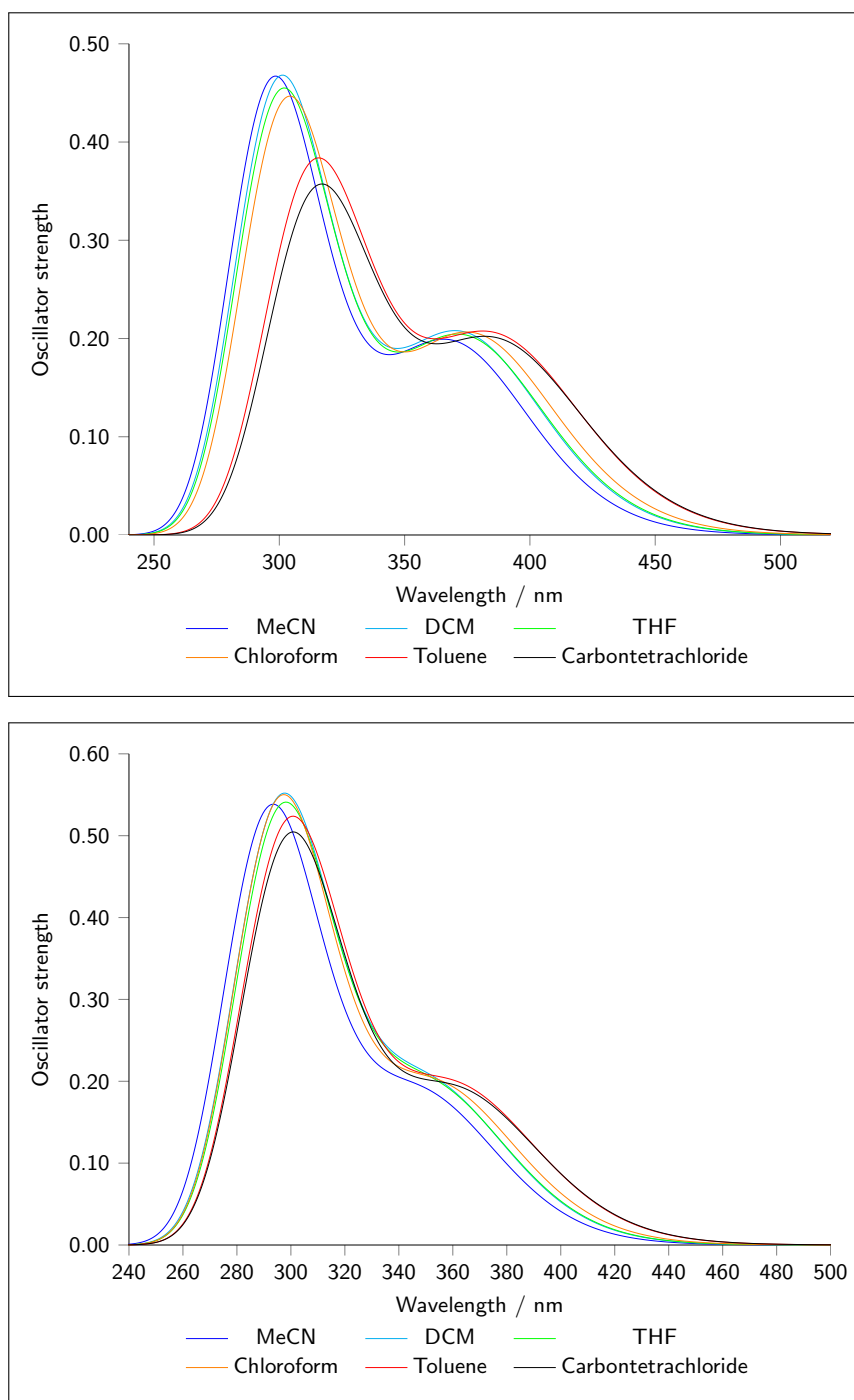 0.50
0.40
0.30
0.20
0.10
0.00
Oscillator strength
250 300 350 400 450 500
Wavelength / nm
MeCN DCM THF
Chloroform Toluene Carbontetrachloride
0.60
0.50
0.40
0.30
0.20
0.10
0.00
Oscillator strength
240 260 280 300 320 340 360 380 400 420 440 460 480 500
Wavelength / nm
MeCN DCM THF
Chloroform Toluene Carbontetrachloride